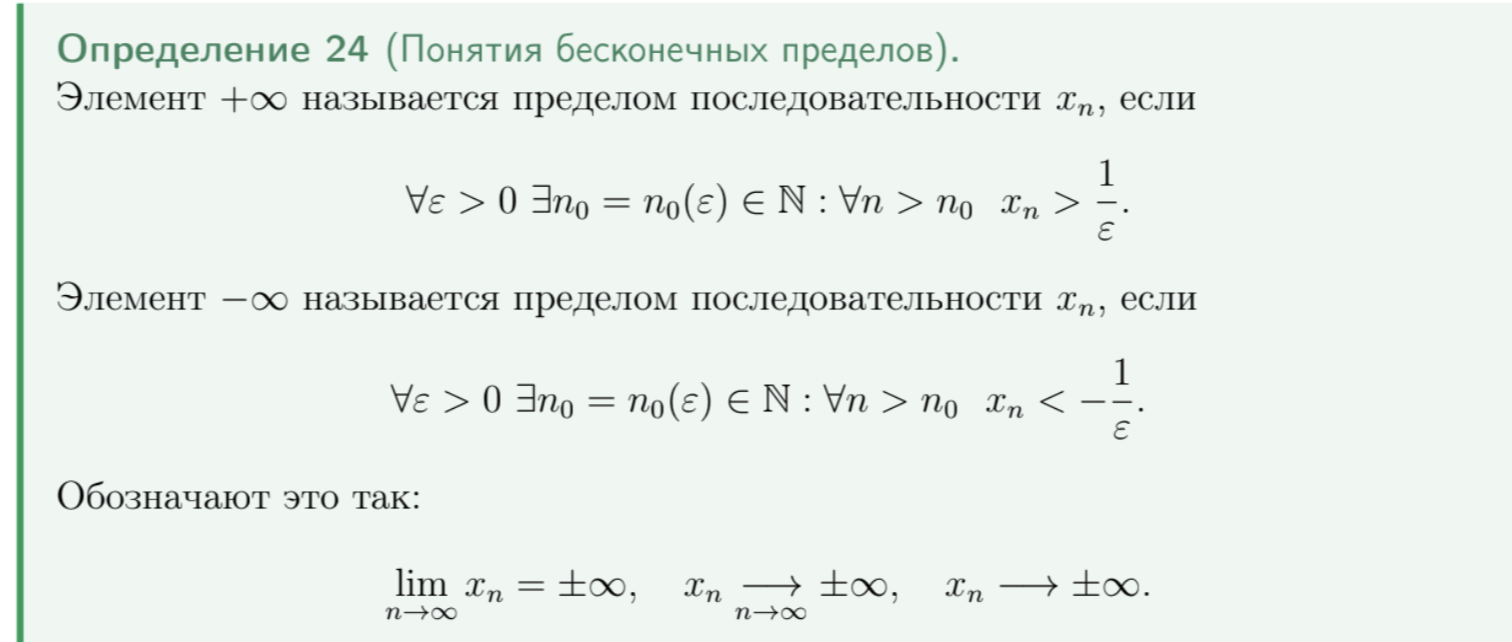 Определение 24 (Понятия бесконечных пределов).
Элемент +∞ называется пределом последовательности xₙ, если
∀ε > 0 ∃n₀ = n₀(ε) ∈ ℕ : ∀n > n₀ xₙ > 1/ε.
Элемент −∞ называется пределом последовательности xₙ, если
∀ε > 0 ∃n₀ = n₀(ε) ∈ ℕ : ∀n > n₀ xₙ < −1/ε.
Обозначают это так:
lim_{n→∞} xₙ = ±∞, xₙ ⟶_{n→∞} ±∞, xₙ ⟶ ±∞.